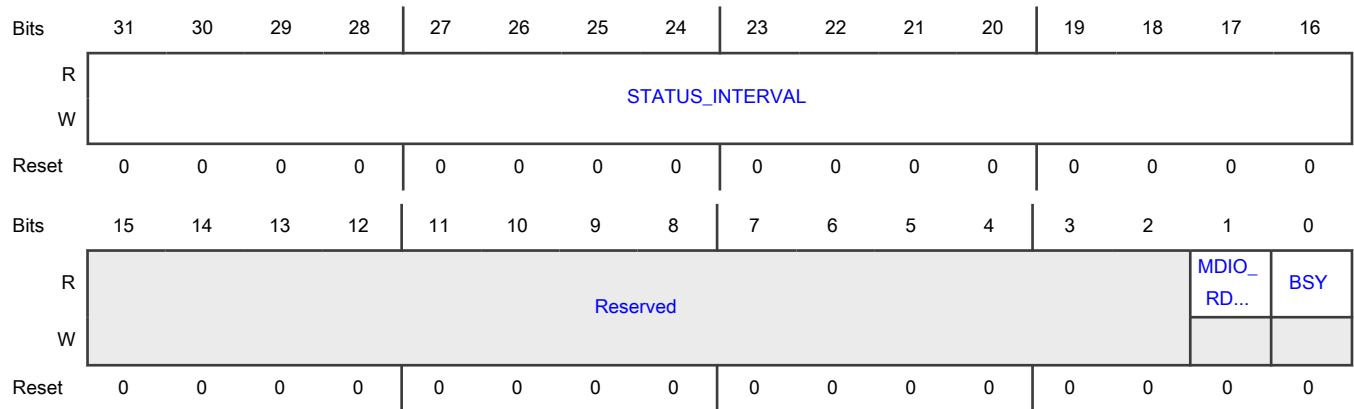 Bits 31 30 29 28 27 26 25 24 23 22 21 20 19 18 17 16
R
STATUS_INTERVAL
W
Reset 0 0 0 0 0 0 0 0 0 0 0 0 0 0 0 0
Bits 15 14 13 12 11 10 9 8 7 6 5 4 3 2 1 0
R Reserved MDIO_ BSY
RD...
W
Reset 0 0 0 0 0 0 0 0 0 0 0 0 0 0 0 0